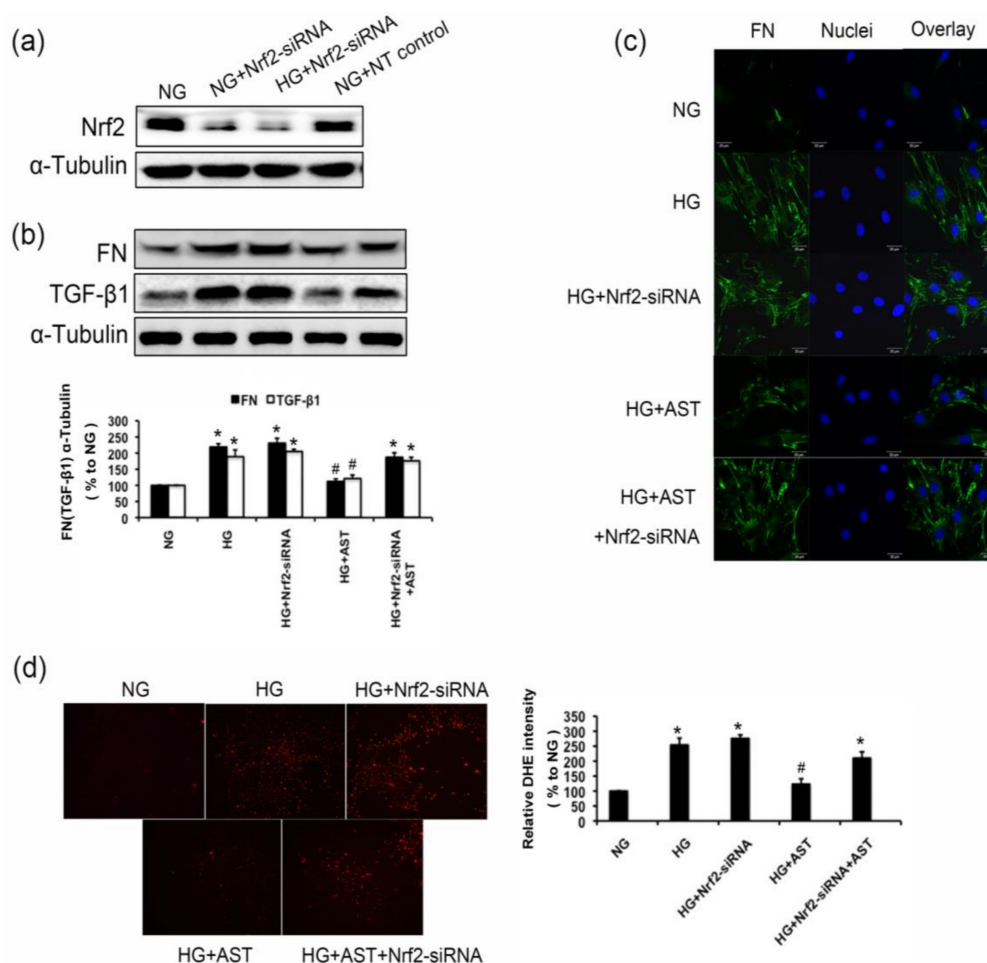 (a)
NG
NG+Nrf2-siRNA
HG+Nrf2-siRNA
NG+NT control
Nrf2
α-Tubulin
(b)
FN
TGF-β1
α-Tubulin
FN TGF-β1
FN(TGF-β1) α-Tubulin
( % to NG )
300
250
200
150
100
50
0
* * * * # # * *
NG
HG
HG+Nrf2-siRNA
HG+AST
HG+Nrf2-siRNA
+AST
(c)
FN Nuclei Overlay
NG
HG
HG+Nrf2-siRNA
HG+AST
HG+AST
+Nrf2-siRNA
(d)
NG HG HG+Nrf2-siRNA
HG+AST HG+AST+Nrf2-siRNA
Relative DHE intensity
( % to NG )
350
300
250
200
150
100
50
0
* * # *
NG
HG
HG+Nrf2-siRNA
HG+AST
HG+Nrf2-siRNA+AST